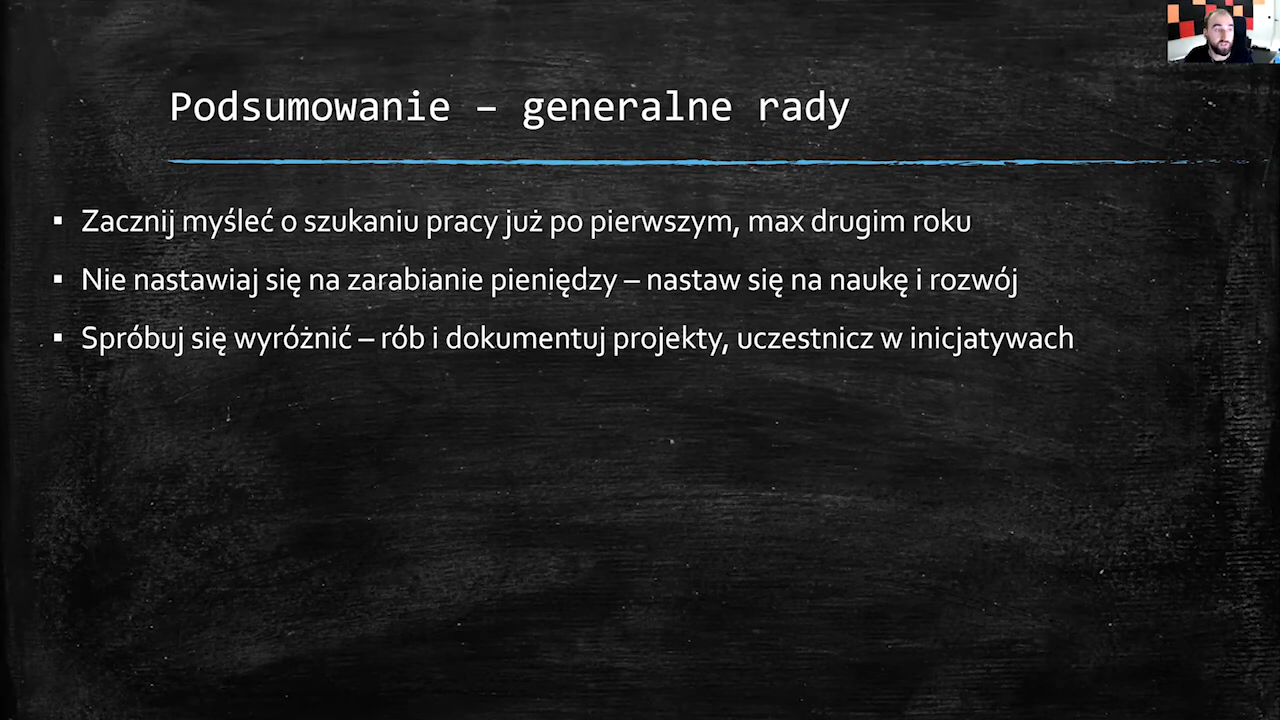 Podsumowanie – generalne rady
▪ Zacznij myśleć o szukaniu pracy już po pierwszym, max drugim roku
▪ Nie nastawiaj się na zarabianie pieniędzy – nastaw się na naukę i rozwój
▪ Spróbuj się wyróżnić – rób i dokumentuj projekty, uczestnicz w inicjatywach